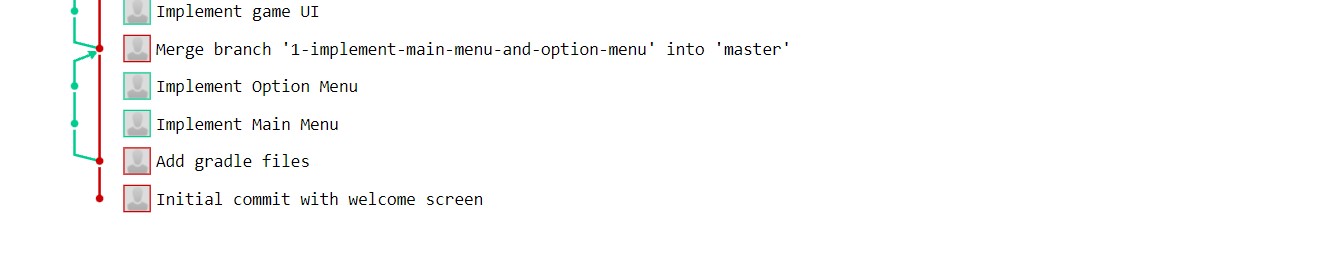 Implement game UI
Merge branch '1-implement-main-menu-and-option-menu' into 'master'
Implement Option Menu
Implement Main Menu
Add gradle files
Initial commit with welcome screen